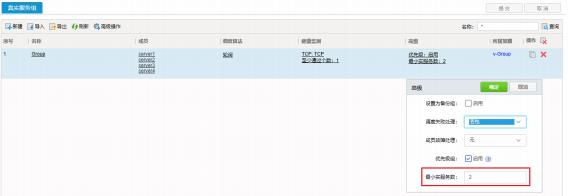 真实服务组
提 交
取 消
新建 导入 导出 刷新 高级操作
名称: * 查询
序号 名称 成员 调度算法 健康监测 高级 所属服务 操作
1 Group server1 轮询 TCP: TCP 优先级: 启用 v-Group
server2 至少通过个数: 1 最小实服务数: 2
server3
server4
高级 确定 取消
设置为备份组: 启用
调度失败处理: 丢包
成员故障处理: 无
优先级组: 启用
最小实服务数: 2